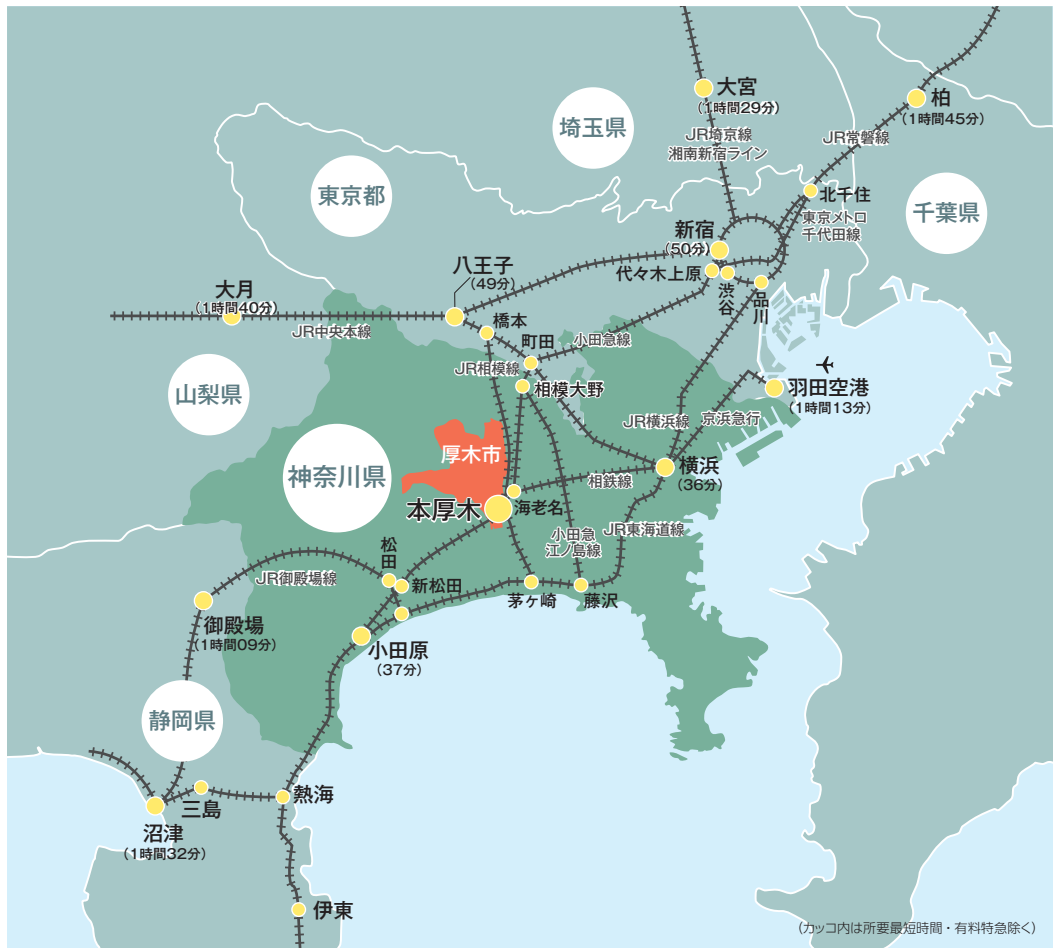 大宮
（1時間29分）
柏
（1時間45分）
埼玉県
JR埼京線
湘南新宿ライン
JR常磐線
東京都
北千住
千葉県
東京メトロ
千代田線
新宿
（50分）
八王子
（49分）
代々木上原
渋谷
品川
大月
（1時間40分）
JR中央本線
橋本
町田
小田急線
JR相模線
相模大野
羽田空港
（1時間13分）
山梨県
JR横浜線
京浜急行
厚木市
神奈川県
横浜
（36分）
相鉄線
本厚木
海老名
小田急
江ノ島線
JR東海道線
松田
JR御殿場線
新松田
茅ヶ崎
藤沢
御殿場
（1時間09分）
小田原
（37分）
静岡県
三島
熱海
沼津
（1時間32分）
伊東
（カッコ内は所要最短時間・有料特急除く）